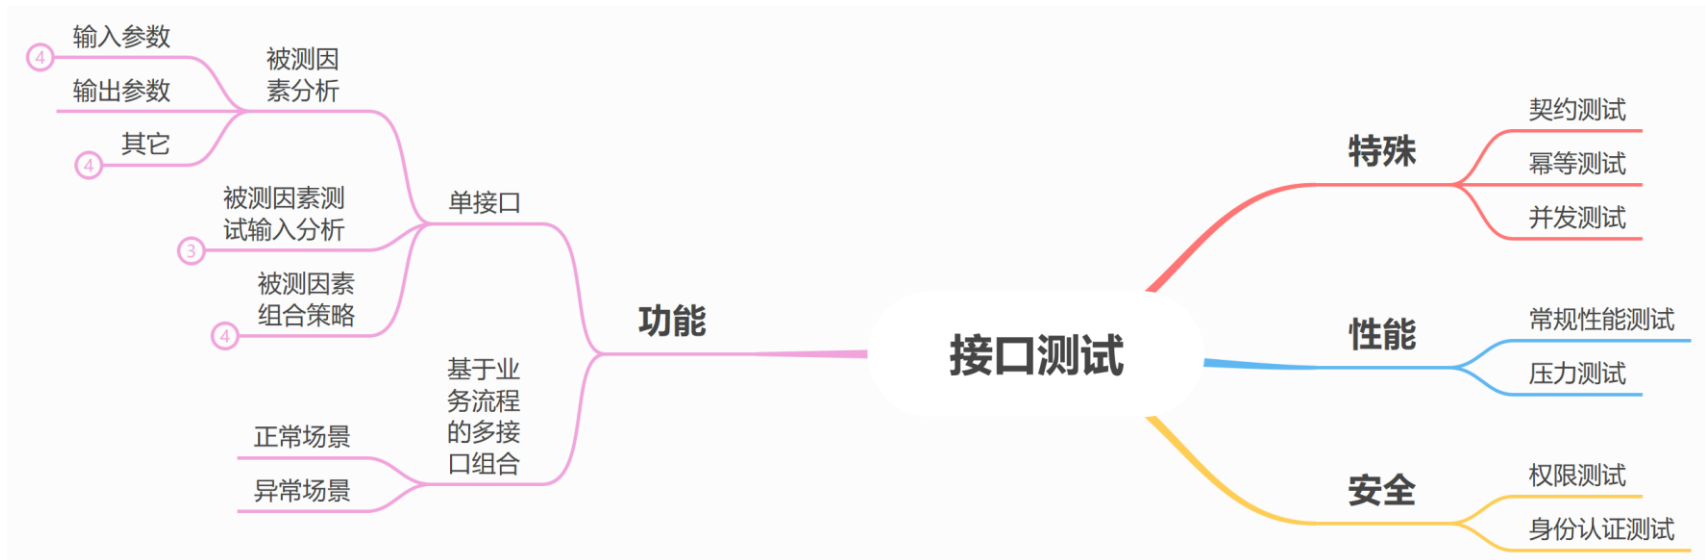 接口测试
功能
单接口
被测因
素分析
4
输入参数
输出参数
其它
4
被测因素测
试输入分析
3
被测因素
组合策略
4
基于业
务流程
的多接
口组合
正常场景
异常场景
特殊
契约测试
幂等测试
并发测试
性能
常规性能测试
压力测试
安全
权限测试
身份认证测试